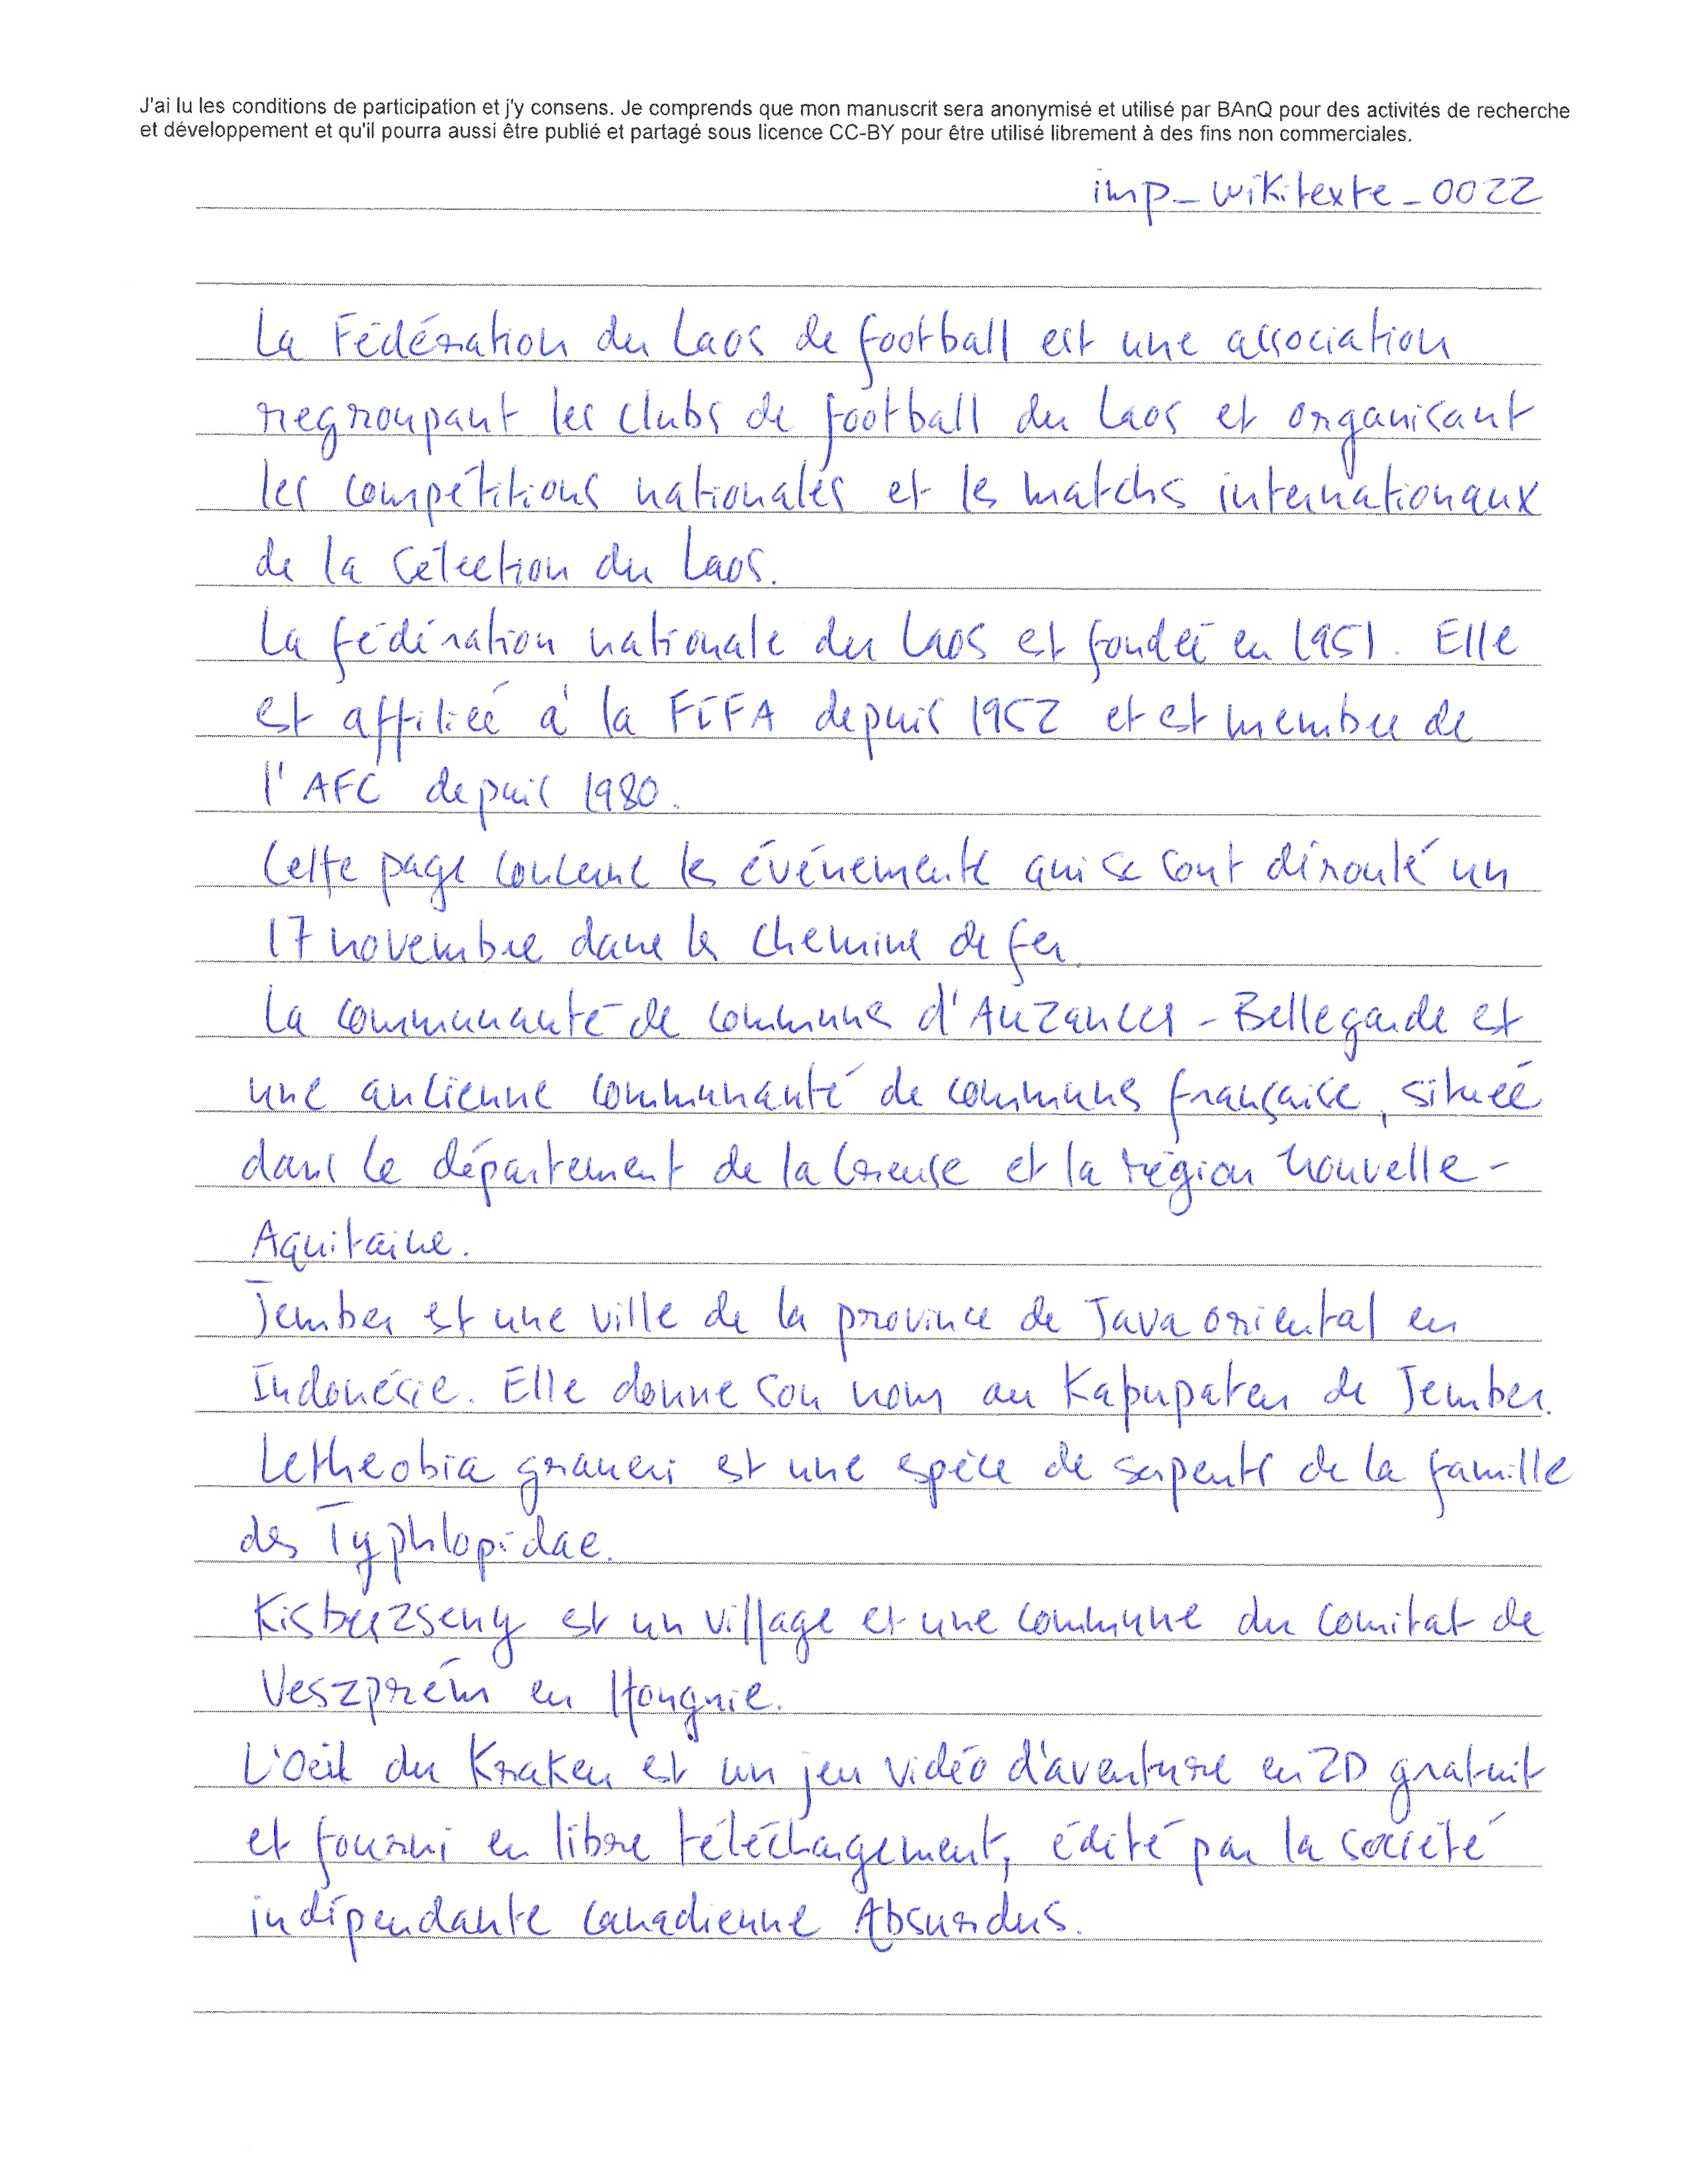 J'ai lu les conditions de participation et j'y consens. Je comprends que mon manuscrit sera anonymisé et utilisé par BAnQ pour des activités de recherche
et développement et qu'il pourra aussi être publié et partagé sous licence CC-BY pour être utilisé librement à des fins non commerciales.
imp_wikitexte_0022
La Fédération du Laos de football est une association
regroupant les clubs de football du Laos et organisant
les compétitions nationales et les matchs internationaux
de la sélection du Laos.
La fédération nationale du Laos est fondée en 1951. Elle
est affiliée à la FIFA depuis 1952 et est membre de
l'AFC depuis 1980.
Cette page concerne les événements qui se sont déroulé un
17 novembre dans les chemins de fer.
La communauté de communes d'Auzances-Bellegarde est
une ancienne communauté de communes française, située
dans le département de la Creuse et la région Nouvelle-
Aquitaine.
Jember est une ville de la province de Java oriental en
Indonésie. Elle donne son nom au Kabupaten de Jember.
Letheobia graueri est une espèce de serpents de la famille
des Typhlopidae.
Kisberzseny est un village et une commune du comitat de
Veszprém en Hongrie.
L'Oeil du Kraken est un jeu vidéo d'aventure en 2D gratuit
et fourni en libre téléchargement, édité par la société
indépendante canadienne Absurdus.